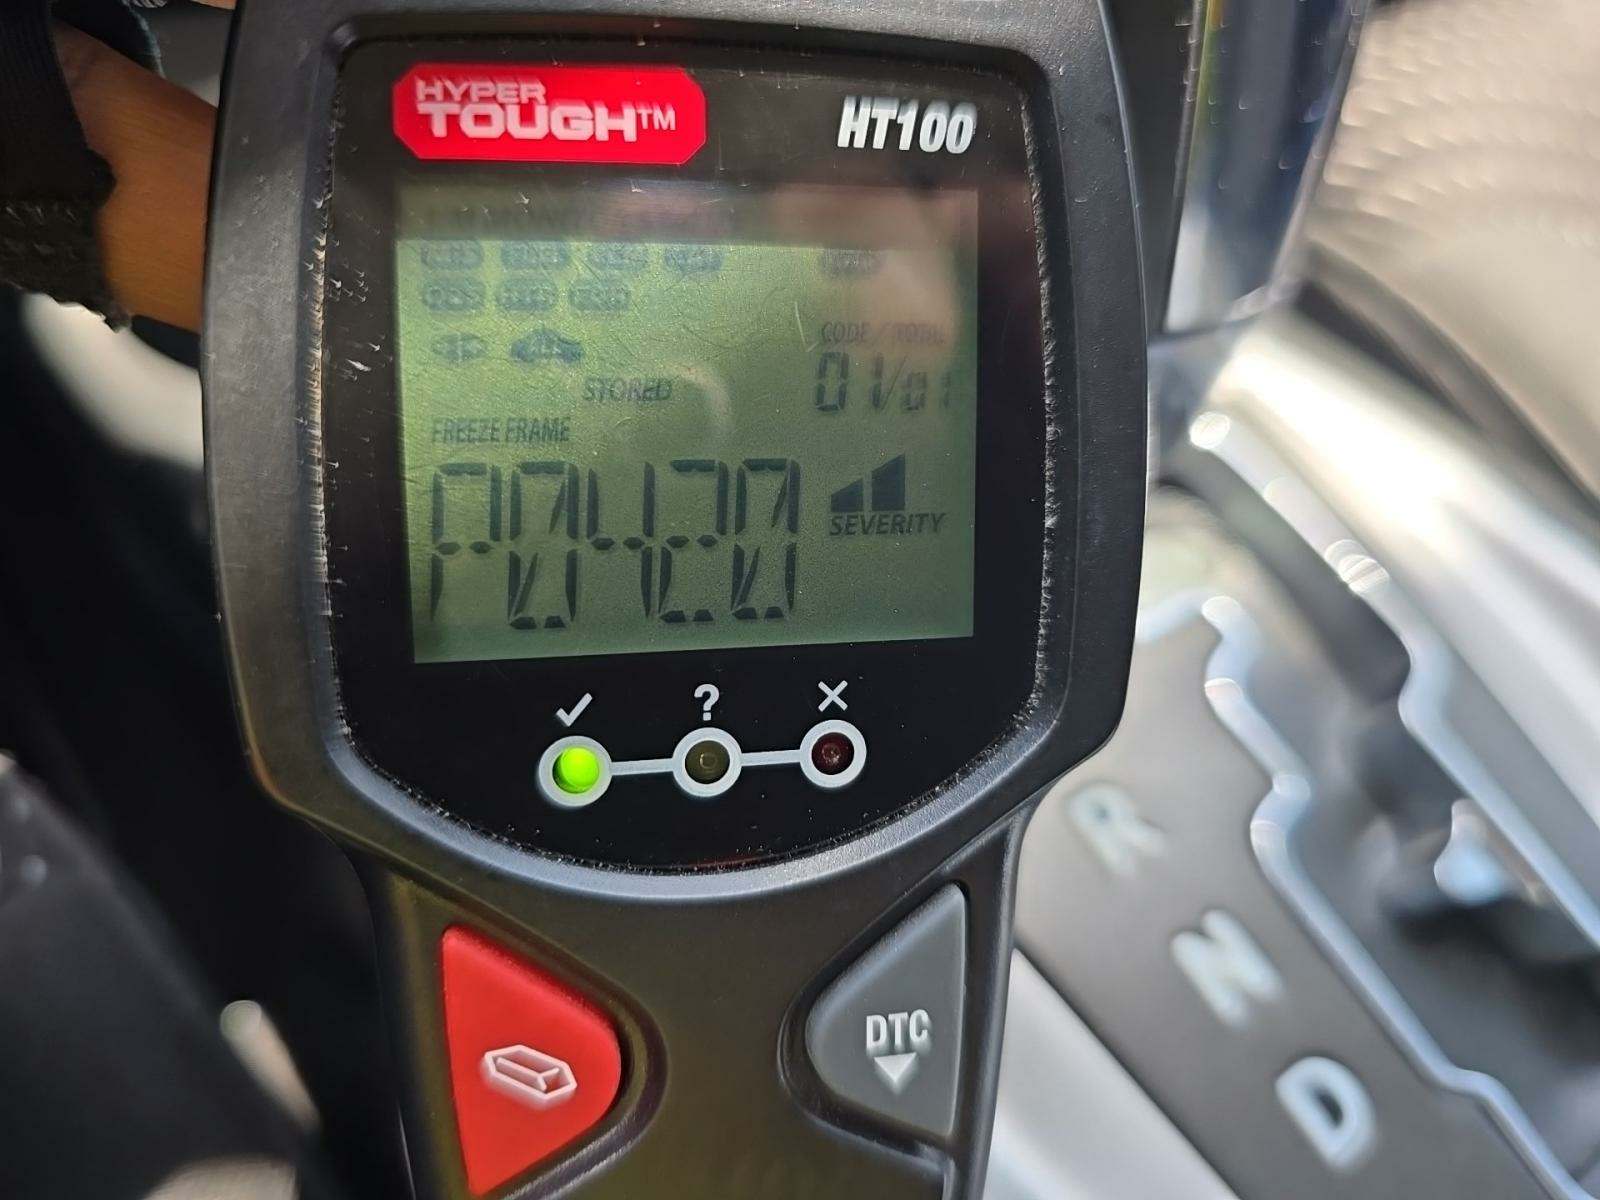 HYPER
TOUGH™
HT100
CODE / TOTAL
01/01
STORED
FREEZE FRAME
P0420
SEVERITY
✓ ? ✕
DTC
R
N
D